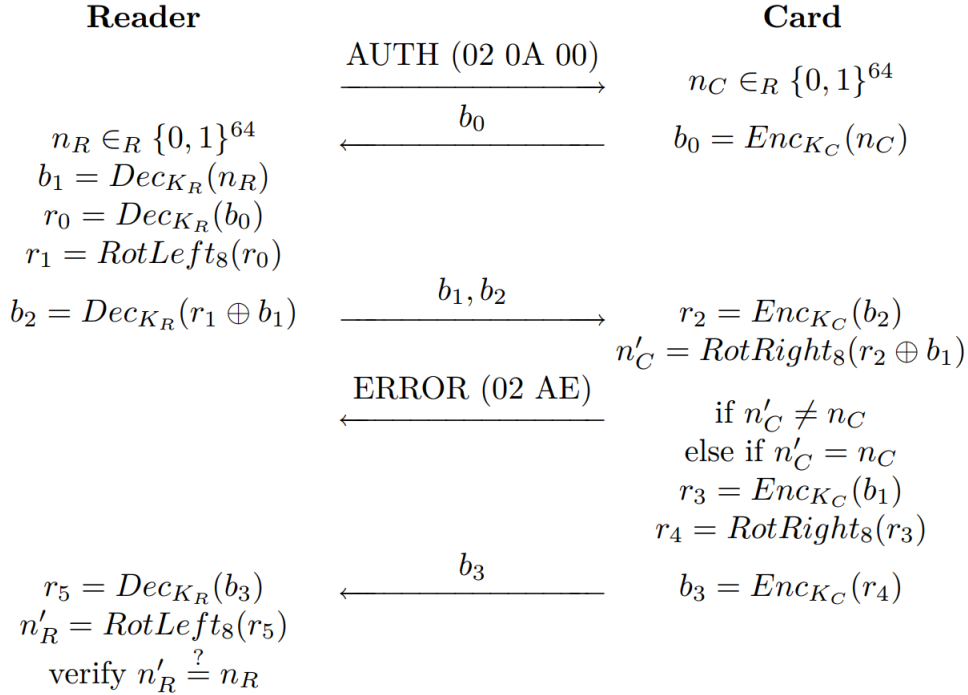 Reader Card
AUTH (02 0A 00)
n_C ∈_R {0, 1}^64
b_0
n_R ∈_R {0, 1}^64
b_0 = Enc_{K_C}(n_C)
b_1 = Dec_{K_R}(n_R)
r_0 = Dec_{K_R}(b_0)
r_1 = RotLeft_8(r_0)
b_2 = Dec_{K_R}(r_1 ⊕ b_1)
b_1, b_2
r_2 = Enc_{K_C}(b_2)
n'_C = RotRight_8(r_2 ⊕ b_1)
ERROR (02 AE)
if n'_C ≠ n_C
else if n'_C = n_C
r_3 = Enc_{K_C}(b_1)
r_4 = RotRight_8(r_3)
b_3
r_5 = Dec_{K_R}(b_3)
b_3 = Enc_{K_C}(r_4)
n'_R = RotLeft_8(r_5)
verify n'_R ≟ n_R